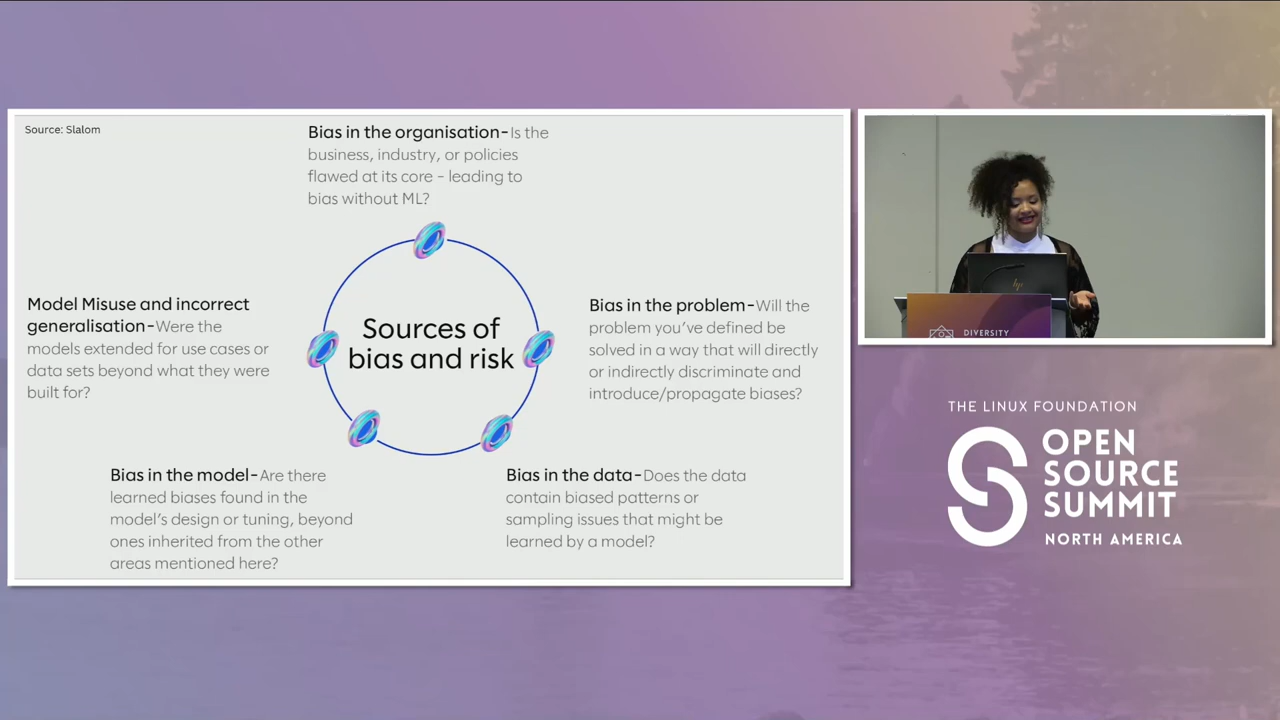 Source: Slalom
Bias in the organisation-Is the
business, industry, or policies
flawed at its core - leading to
bias without ML?
Model Misuse and incorrect
generalisation-Were the
models extended for use cases or
data sets beyond what they were
built for?
Sources of
bias and risk
Bias in the problem-Will the
problem you've defined be
solved in a way that will directly
or indirectly discriminate and
introduce/propagate biases?
Bias in the model-Are there
learned biases found in the
model's design or tuning, beyond
ones inherited from the other
areas mentioned here?
Bias in the data-Does the data
contain biased patterns or
sampling issues that might be
learned by a model?
hp
DIVERSITY
THE LINUX FOUNDATION
OPEN
SOURCE
SUMMIT
NORTH AMERICA